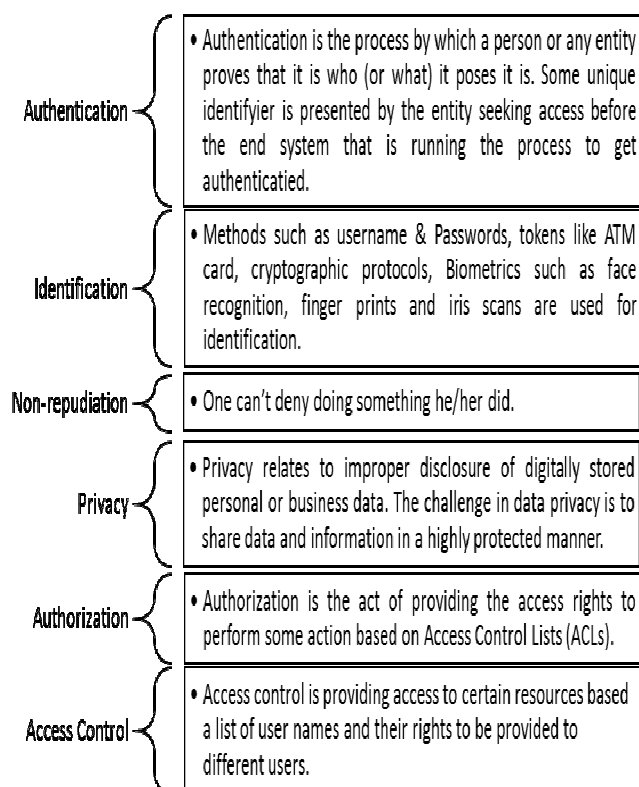 Authentication
• Authentication is the process by which a person or any entity
proves that it is who (or what) it poses it is. Some unique
identifyier is presented by the entity seeking access before
the end system that is running the process to get
authenticatied.
Identification
• Methods such as username & Passwords, tokens like ATM
card, cryptographic protocols, Biometrics such as face
recognition, finger prints and iris scans are used for
identification.
Non-repudiation
• One can't deny doing something he/her did.
Privacy
• Privacy relates to improper disclosure of digitally stored
personal or business data. The challenge in data privacy is to
share data and information in a highly protected manner.
Authorization
• Authorization is the act of providing the access rights to
perform some action based on Access Control Lists (ACLs).
Access Control
• Access control is providing access to certain resources based
a list of user names and their rights to be provided to
different users.